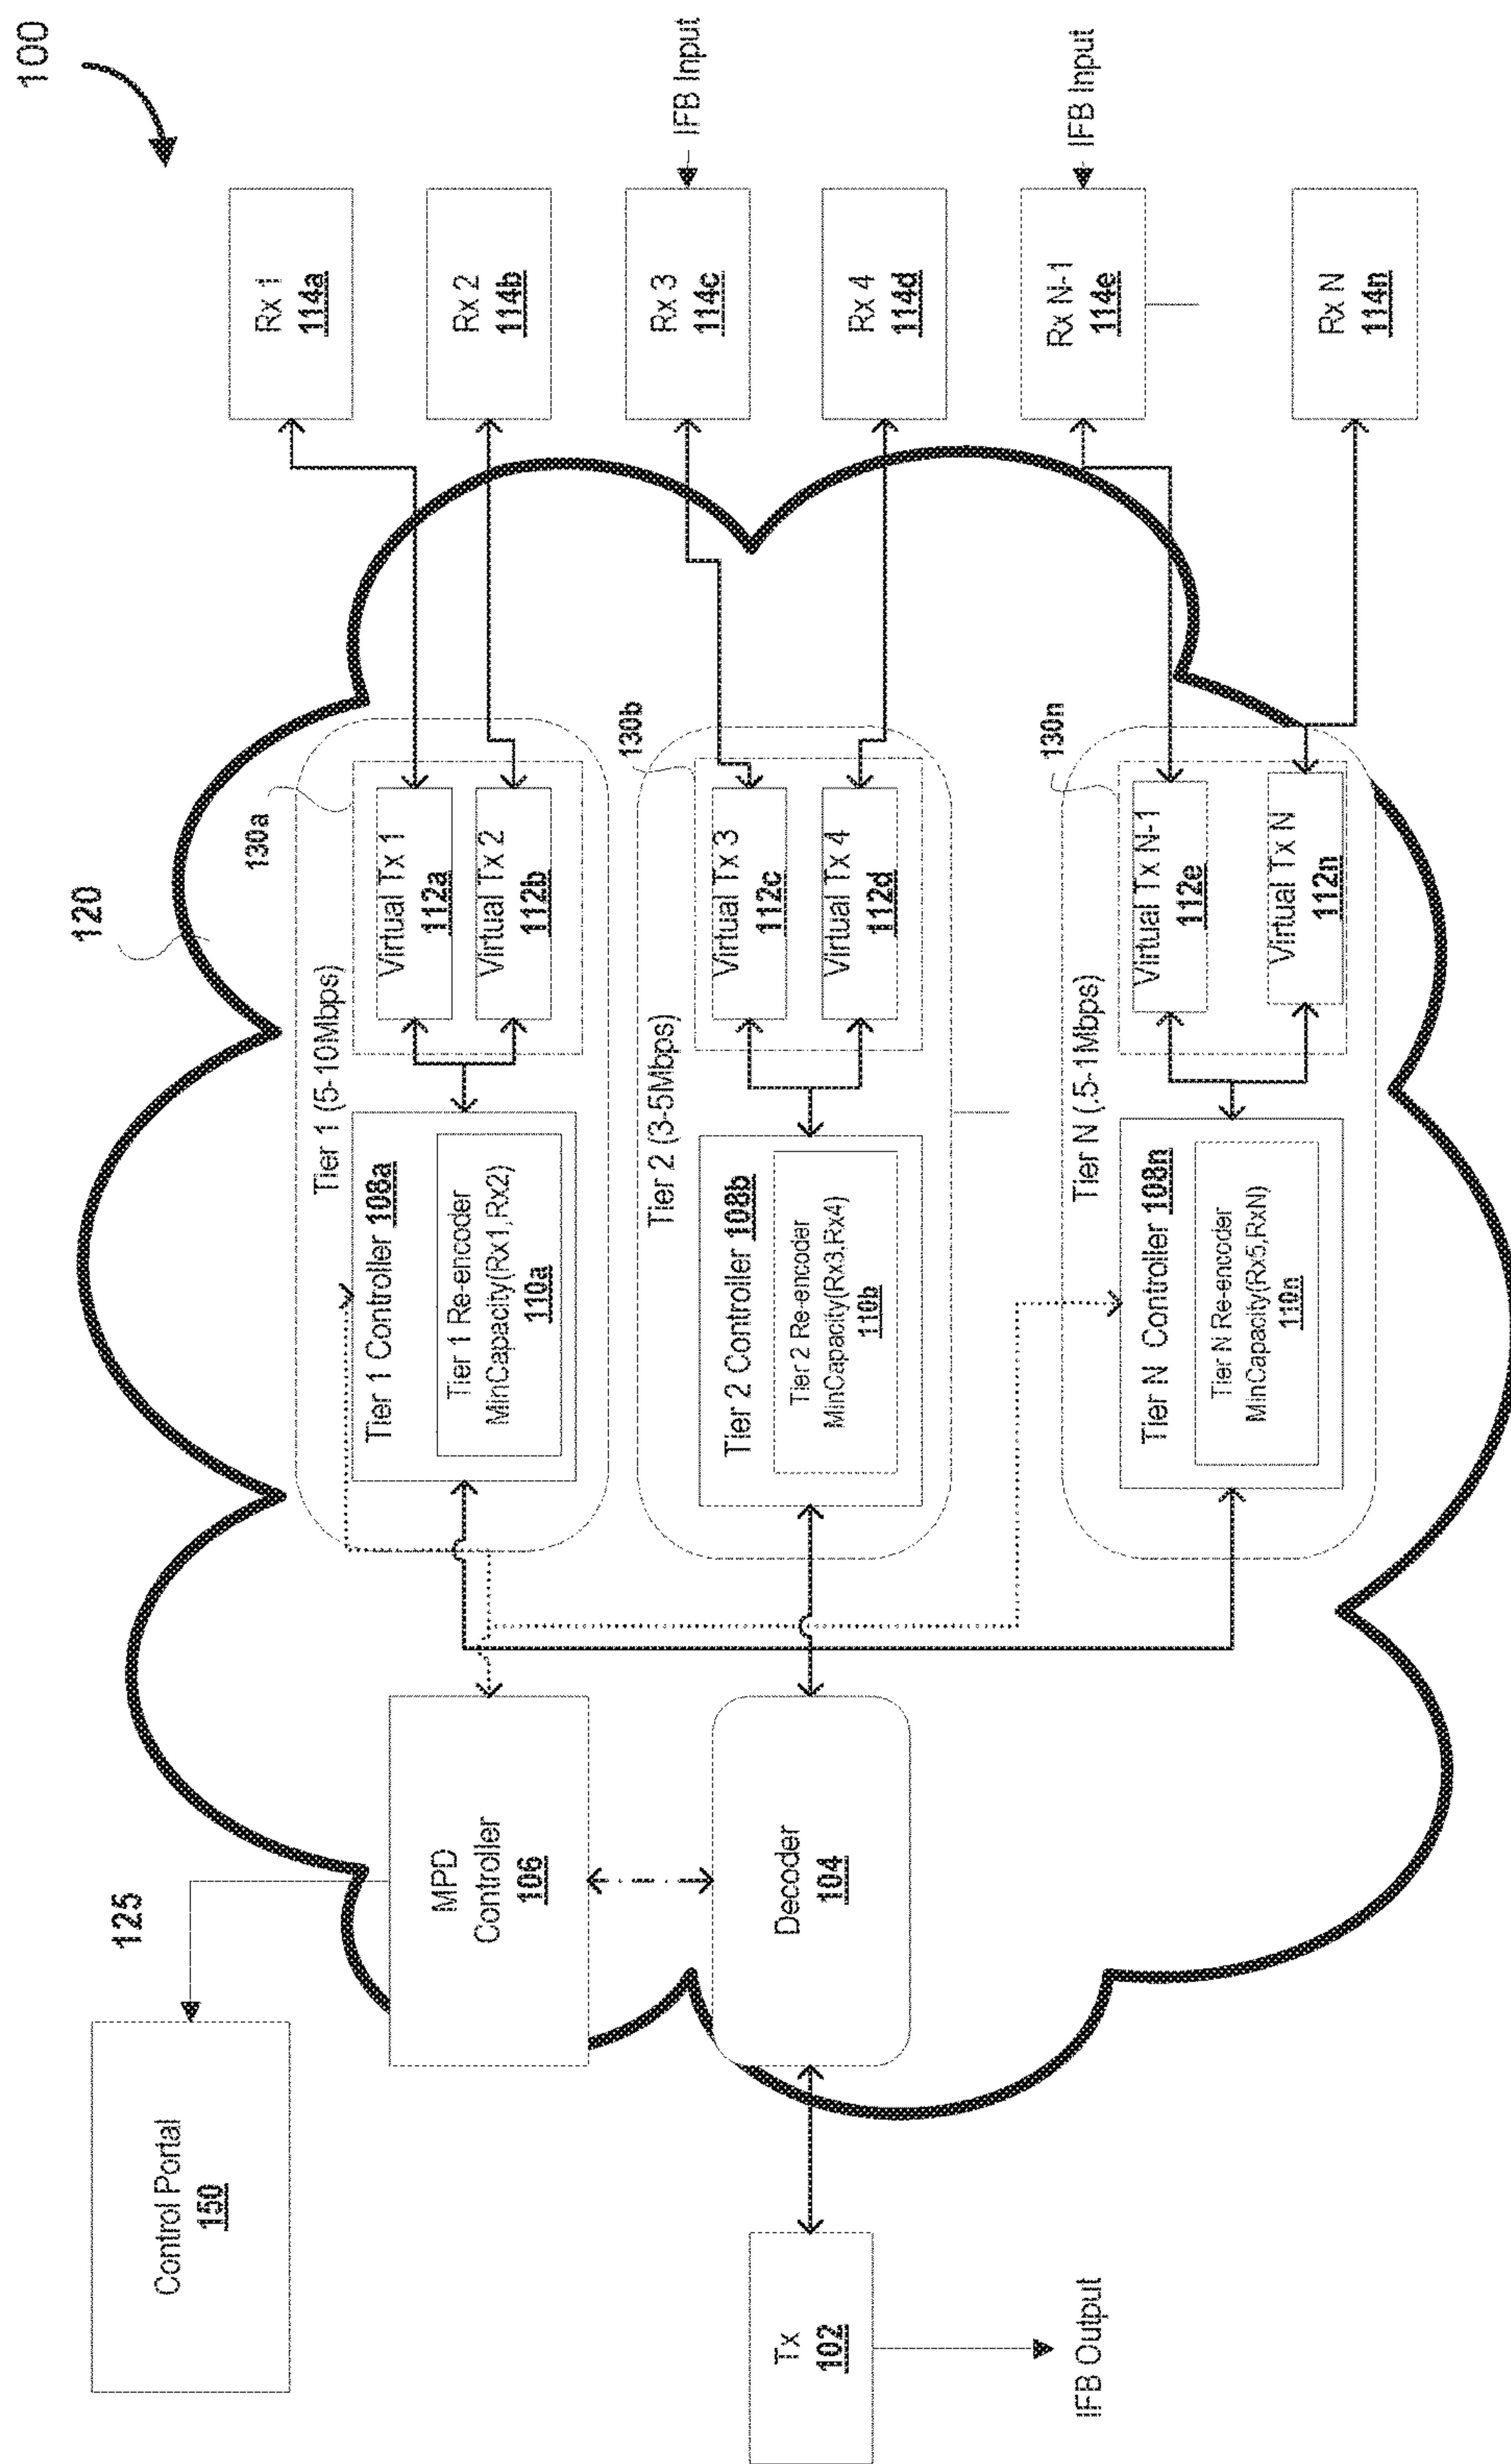 100
120
125
Control Portal
150
MPD
Controller
106
Decoder
104
Tx
102
IFB Output
Tier 1 (5-10Mbps)
130a
Tier 1 Controller 108a
Tier 1 Re-encoder
MinCapacity(Rx1,Rx2)
110a
Virtual Tx 1
112a
Virtual Tx 2
112b
Tier 2 (3-5Mbps)
130b
Tier 2 Controller 108b
Tier 2 Re-encoder
MinCapacity(Rx3,Rx4)
110b
Virtual Tx 3
112c
Virtual Tx 4
112d
Tier N (.5-1Mbps)
130n
Tier N Controller 108n
Tier N Re-encoder
MinCapacity(Rx5,RxN)
110n
Virtual Tx N-1
112e
Virtual Tx N
112n
Rx 1
114a
Rx 2
114b
Rx 3
114c
IFB Input
Rx 4
114d
Rx N-1
114e
IFB Input
Rx N
114n